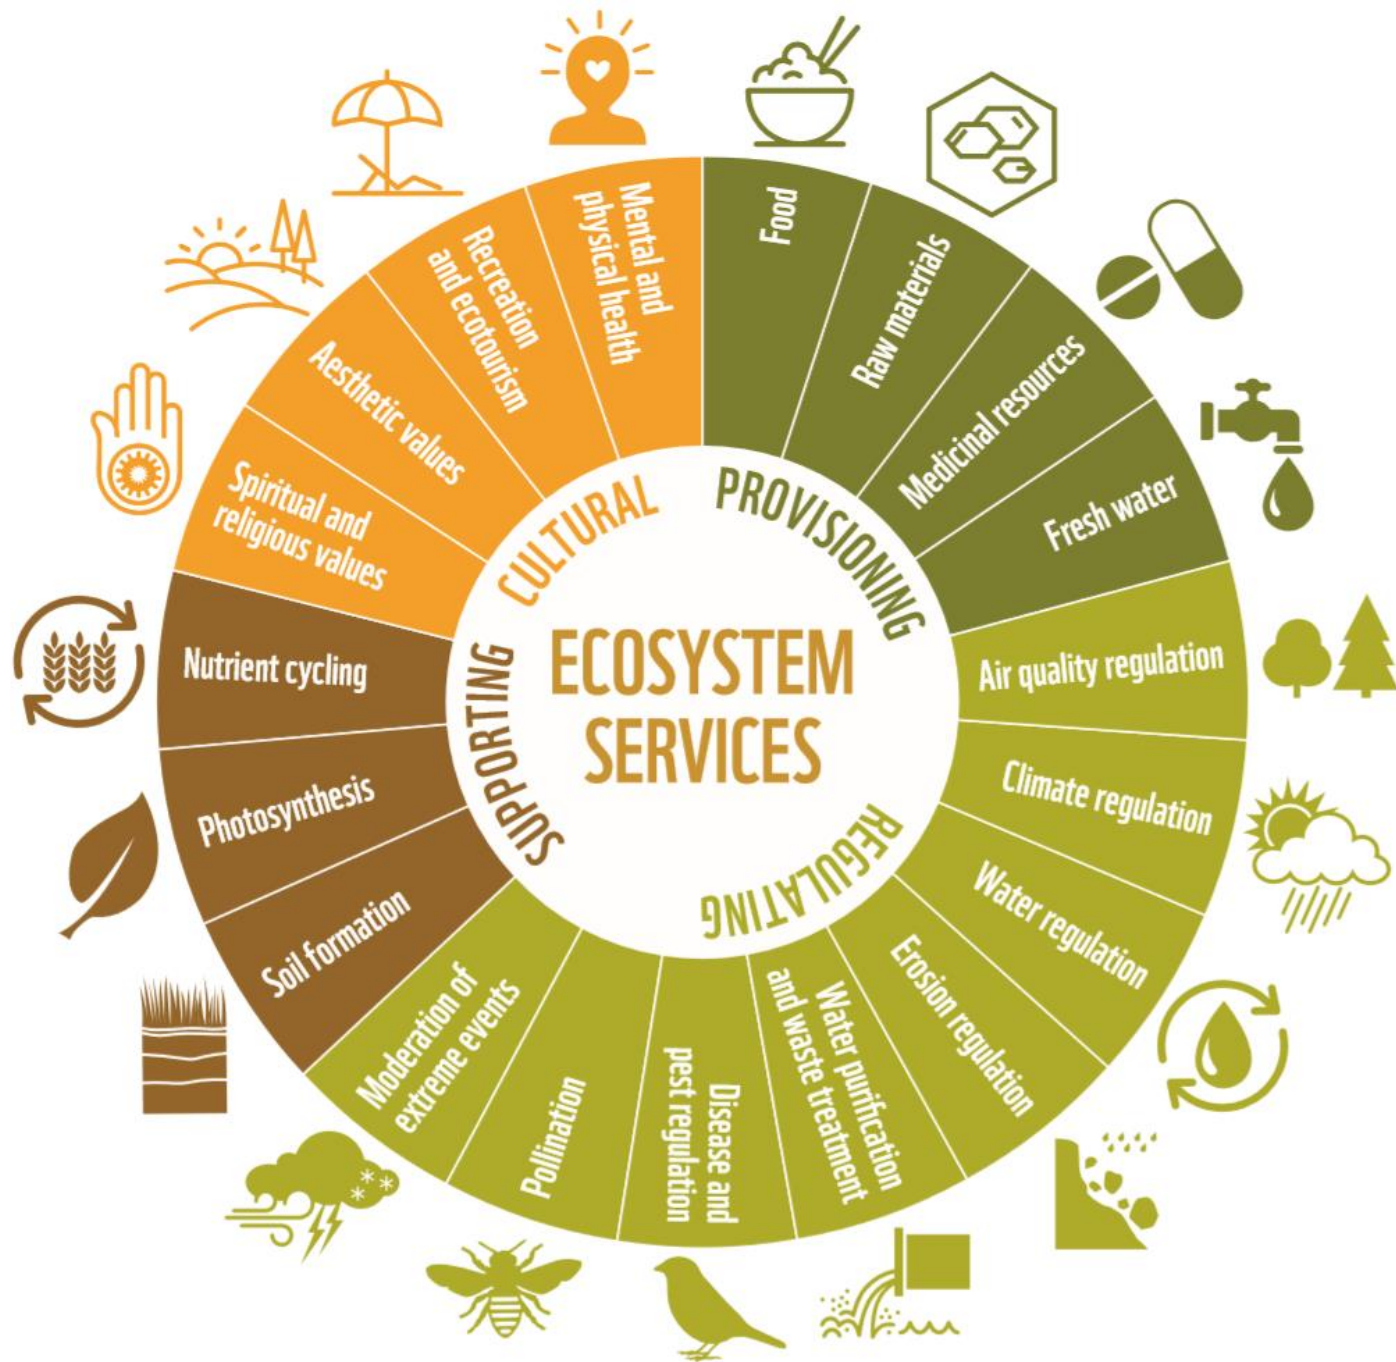 ECOSYSTEM
SERVICES
PROVISIONING
Food
Raw materials
Medicinal resources
Fresh water
REGULATING
Air quality regulation
Climate regulation
Water regulation
Erosion regulation
Water purification
and waste treatment
Disease and
pest regulation
Pollination
Moderation of
extreme events
SUPPORTING
Soil formation
Photosynthesis
Nutrient cycling
CULTURAL
Spiritual and
religious values
Aesthetic values
Recreation
and ecotourism
Mental and
physical health